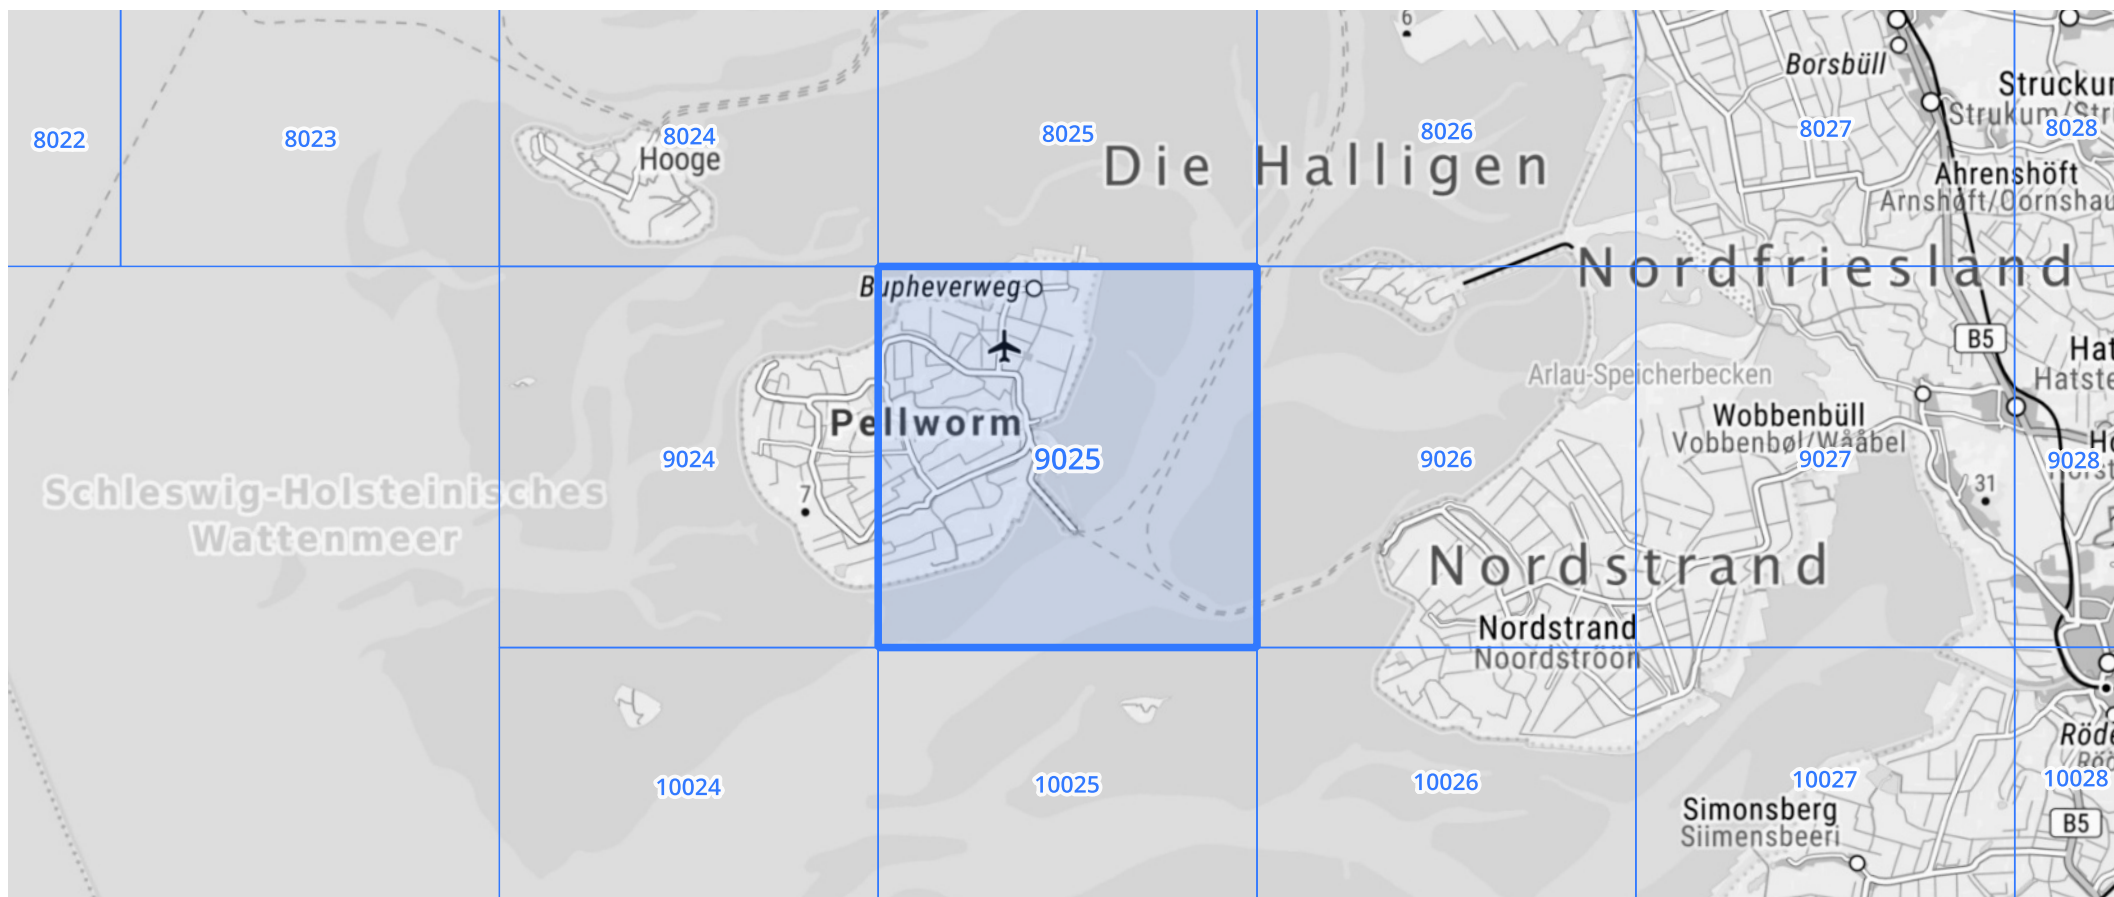 6
Borsbüll
8022
8023
8024
8025
8026
8027
8028
Hooge
Die Halligen
Ahrenshöft
Nordfriesland
Bupheverweg
B5
Arlau-Speicherbecken
Wobbenbüll
Vobbenbøl/Wååbel
Pellworm
9024
9025
9026
9027
9028
Schleswig-Holsteinisches
Wattenmeer
7
31
Nordstrand
Nordstrand
Noordströön
10024
10025
10026
10027
10028
Simonsberg
Siimensbeeri
B5